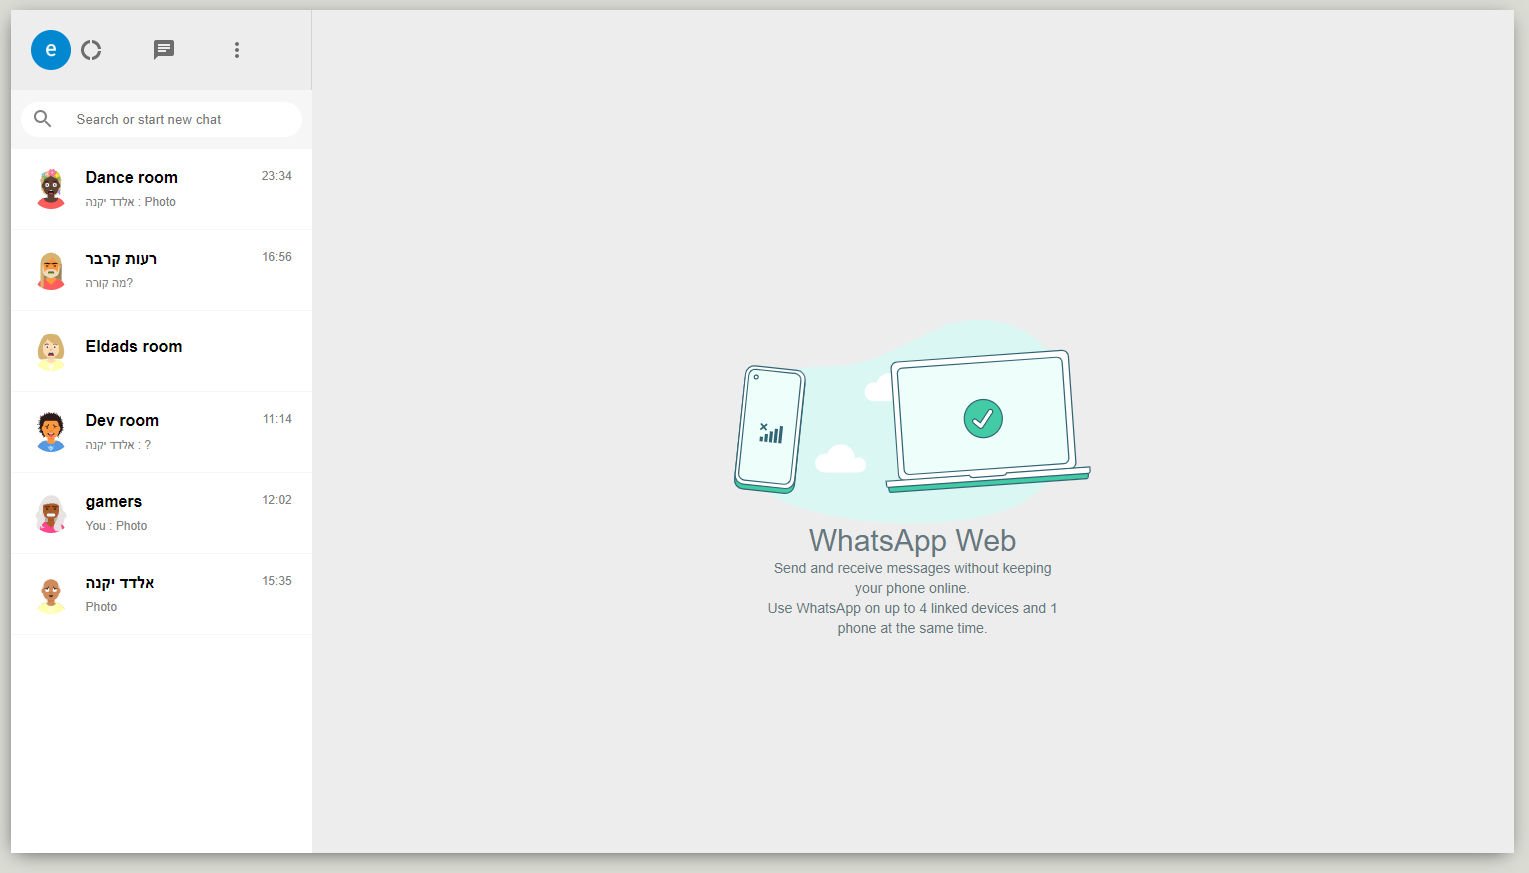 e
Search or start new chat
Dance room
23:34
אלדד יקנה : Photo
רעות קרבר
16:56
מה קורה?
Eldads room
Dev room
11:14
אלדד יקנה : ?
gamers
12:02
You : Photo
אלדד יקנה
15:35
Photo
WhatsApp Web
Send and receive messages without keeping
your phone online.
Use WhatsApp on up to 4 linked devices and 1
phone at the same time.